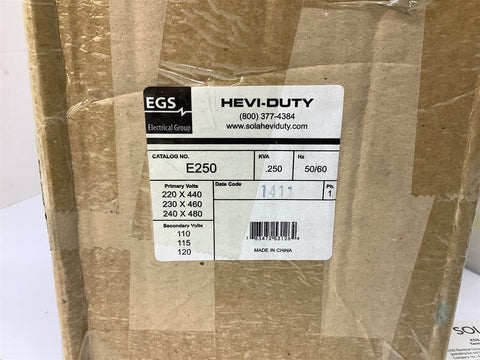 EGS
Electrical Group
HEVI-DUTY
(800) 377-4384
www.solaheviduty.com
CATALOG NO.
E250
KVA
.250
Hz
50/60
Primary Volts
220 X 440
230 X 460
240 X 480
Date Code
1411
Ph.
1
Secondary Volts
110
115
120
MADE IN CHINA
SOL